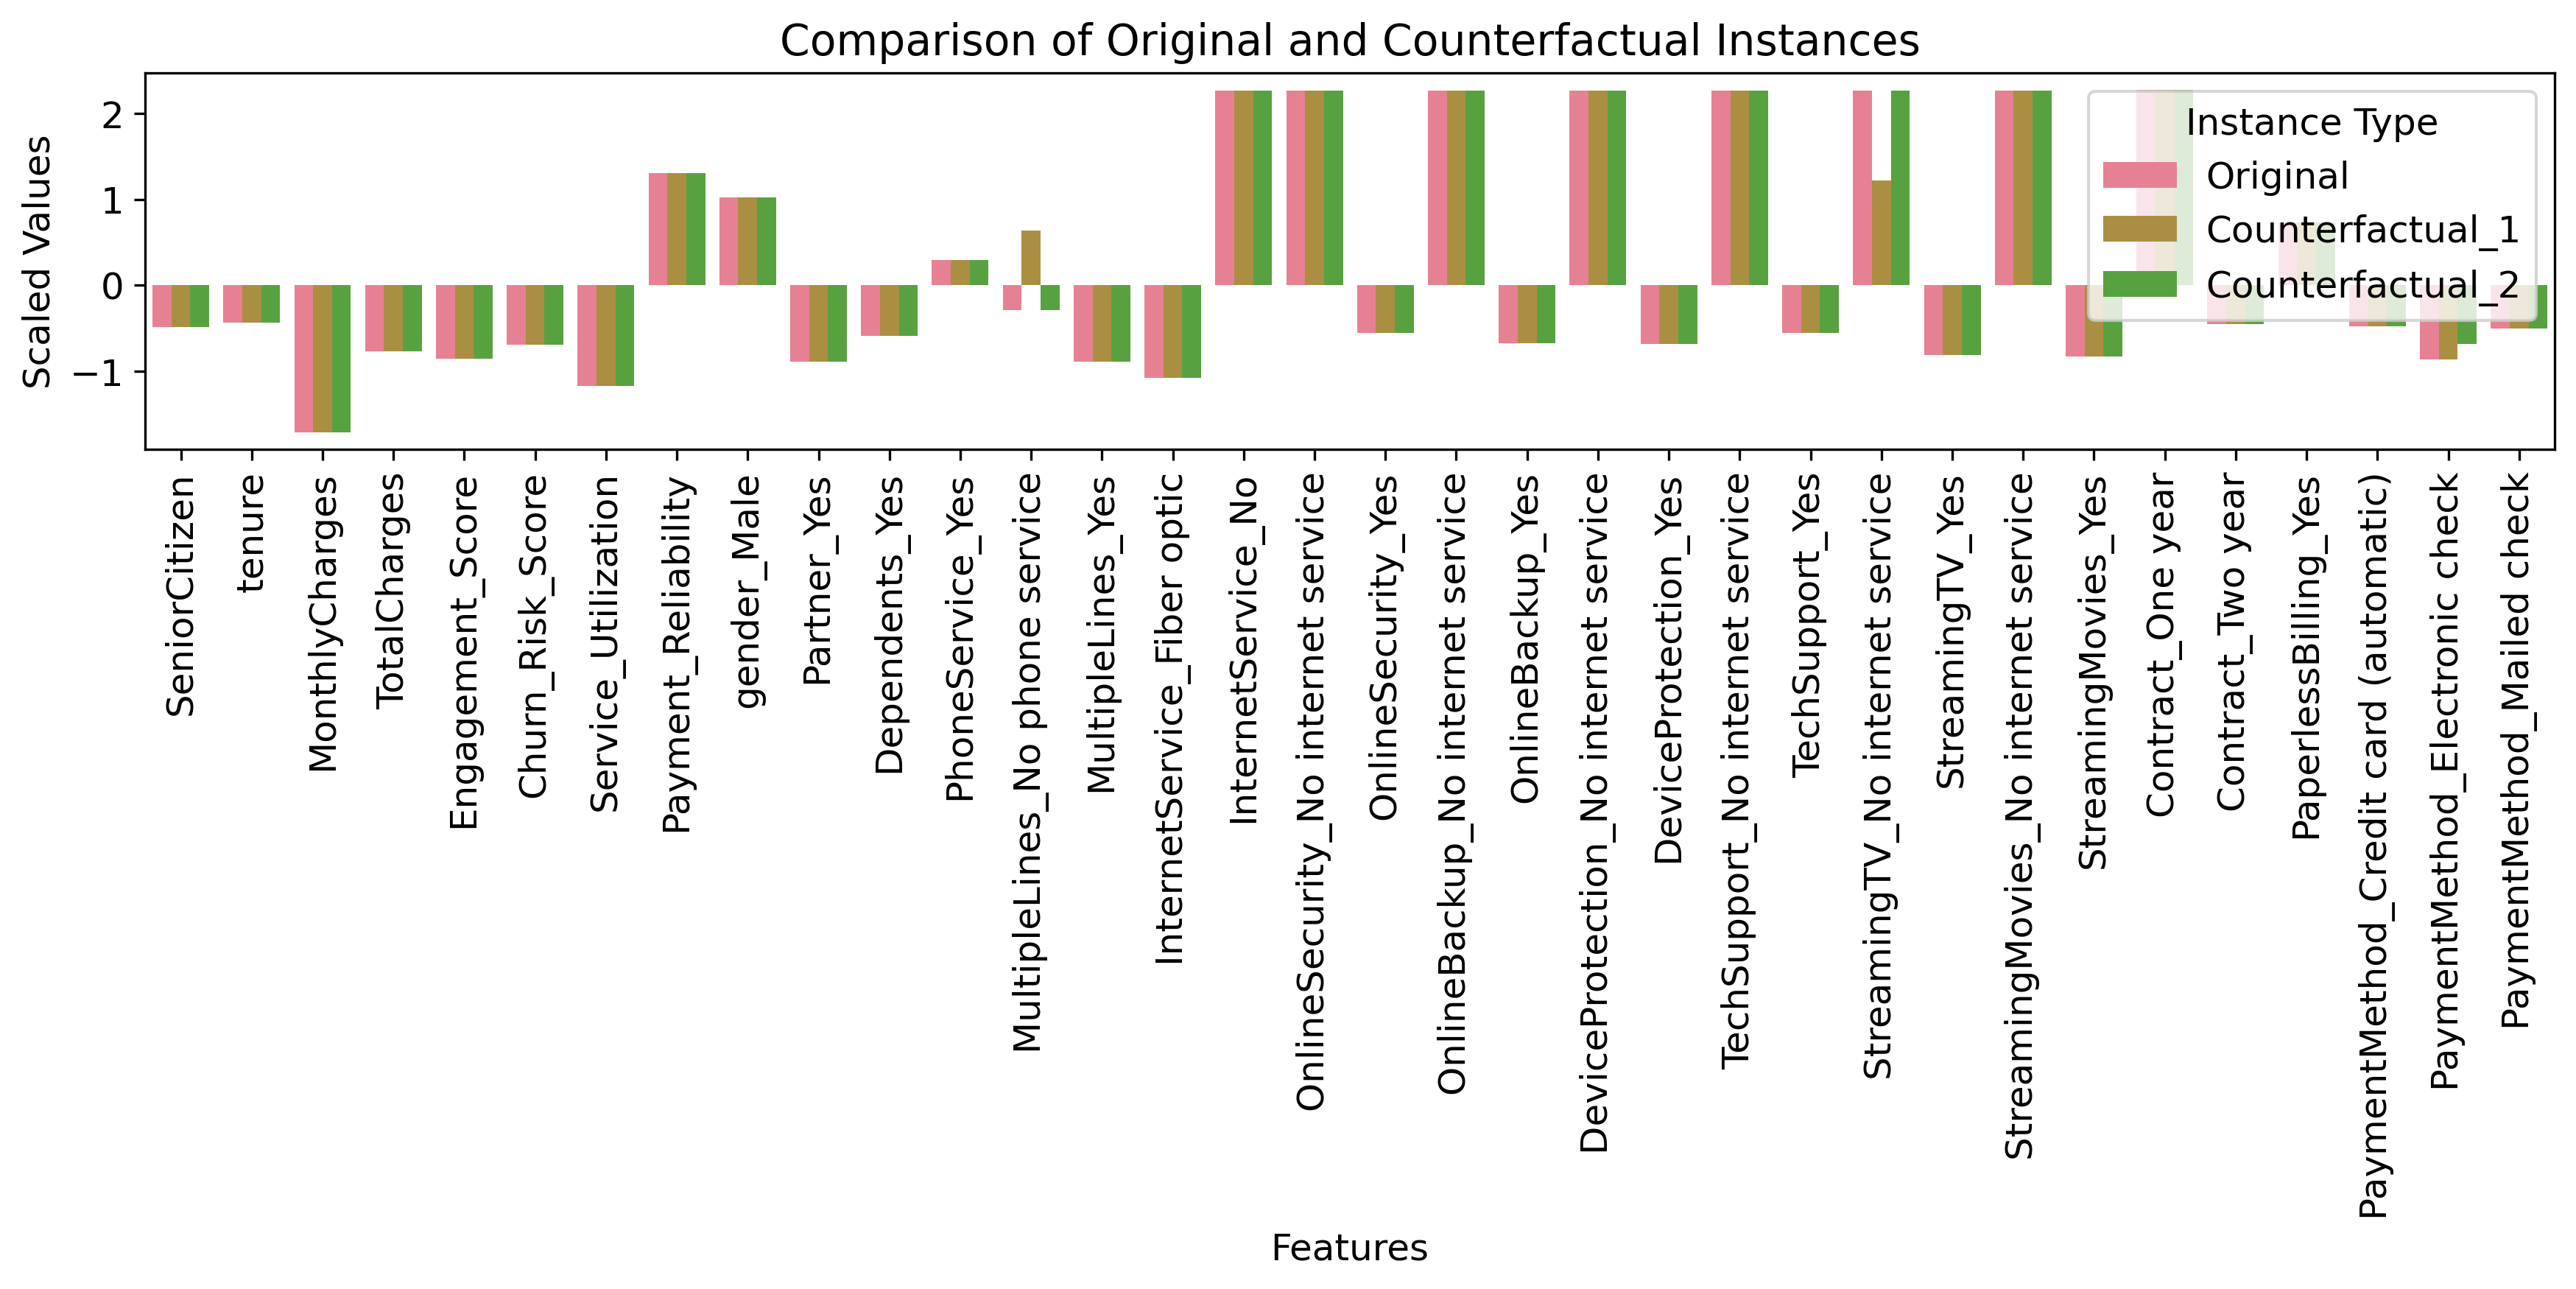 Comparison of Original and Counterfactual Instances
Scaled Values
2
1
0
−1
Instance Type
Original
Counterfactual_1
Counterfactual_2
SeniorCitizen
tenure
MonthlyCharges
TotalCharges
Engagement_Score
Churn_Risk_Score
Service_Utilization
Payment_Reliability
gender_Male
Partner_Yes
Dependents_Yes
PhoneService_Yes
MultipleLines_No phone service
MultipleLines_Yes
InternetService_Fiber optic
InternetService_No
OnlineSecurity_No internet service
OnlineSecurity_Yes
OnlineBackup_No internet service
OnlineBackup_Yes
DeviceProtection_No internet service
DeviceProtection_Yes
TechSupport_No internet service
TechSupport_Yes
StreamingTV_No internet service
StreamingTV_Yes
StreamingMovies_No internet service
StreamingMovies_Yes
Contract_One year
Contract_Two year
PaperlessBilling_Yes
PaymentMethod_Credit card (automatic)
PaymentMethod_Electronic check
PaymentMethod_Mailed check
Features